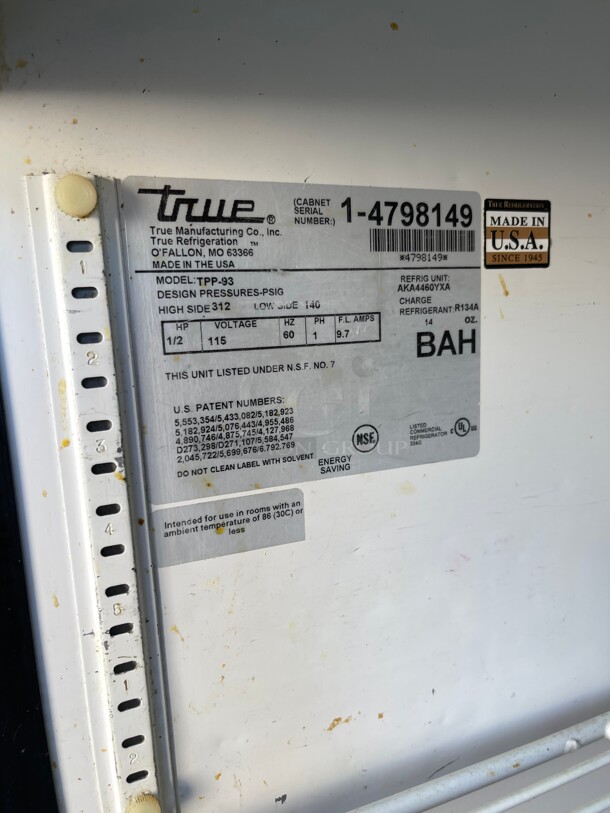 true®
True Manufacturing Co., Inc.
True Refrigeration ™
O'FALLON, MO 63366
MADE IN THE USA
(CABNET
SERIAL
NUMBER:)
1-4798149
*4798149*
TRUE REFRIGERATION
MADE IN
U.S.A.
SINCE 1945
MODEL: TPP-93
DESIGN PRESSURES-PSIG
HIGH SIDE 312 LOW SIDE 140
REFRIG UNIT:
AKA4460YXA
CHARGE
REFRIGERANT: R134A
14 OZ.
BAH
HP VOLTAGE HZ PH F.L. AMPS
1/2 115 60 1 9.7
THIS UNIT LISTED UNDER N.S.F. NO. 7
U.S. PATENT NUMBERS:
5,553,354/5,433,082/5,182,923
5,182,924/5,076,443/4,955,486
4,890,746/4,875,745/4,127,968
D273,298/D271,107/5,584,547
2,045,722/5,699,676/6,792,769
DO NOT CLEAN LABEL WITH SOLVENT
ENERGY
SAVING
NSF
LISTED
COMMERCIAL
REFRIGERATOR
C UL US
Intended for use in rooms with an
ambient temperature of 86 (30C) or
less
1
2
3
4
5
1
2